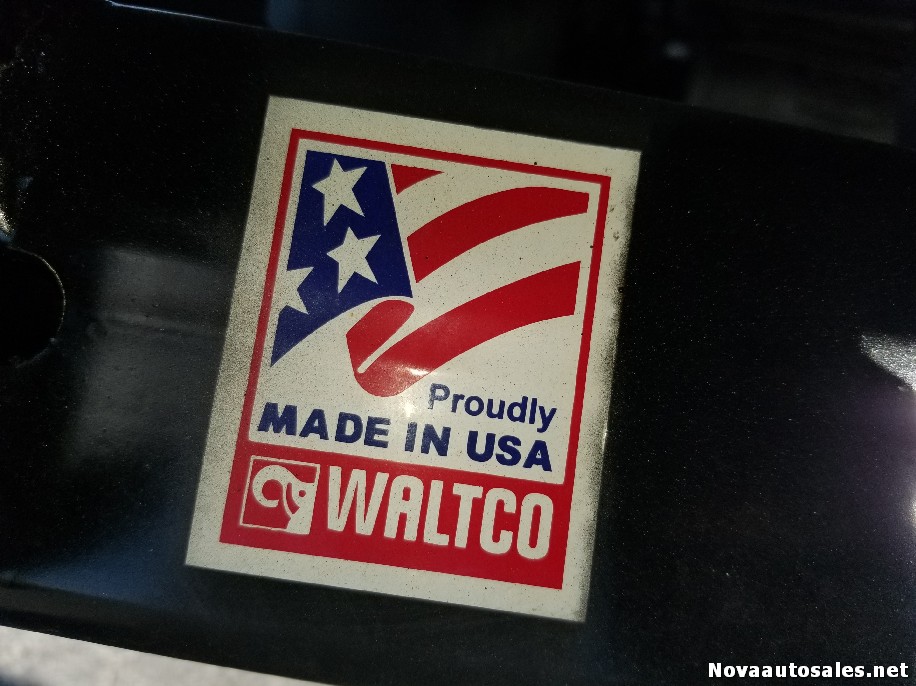 Proudly
MADE IN USA
WALTCO
Novaautosales.net